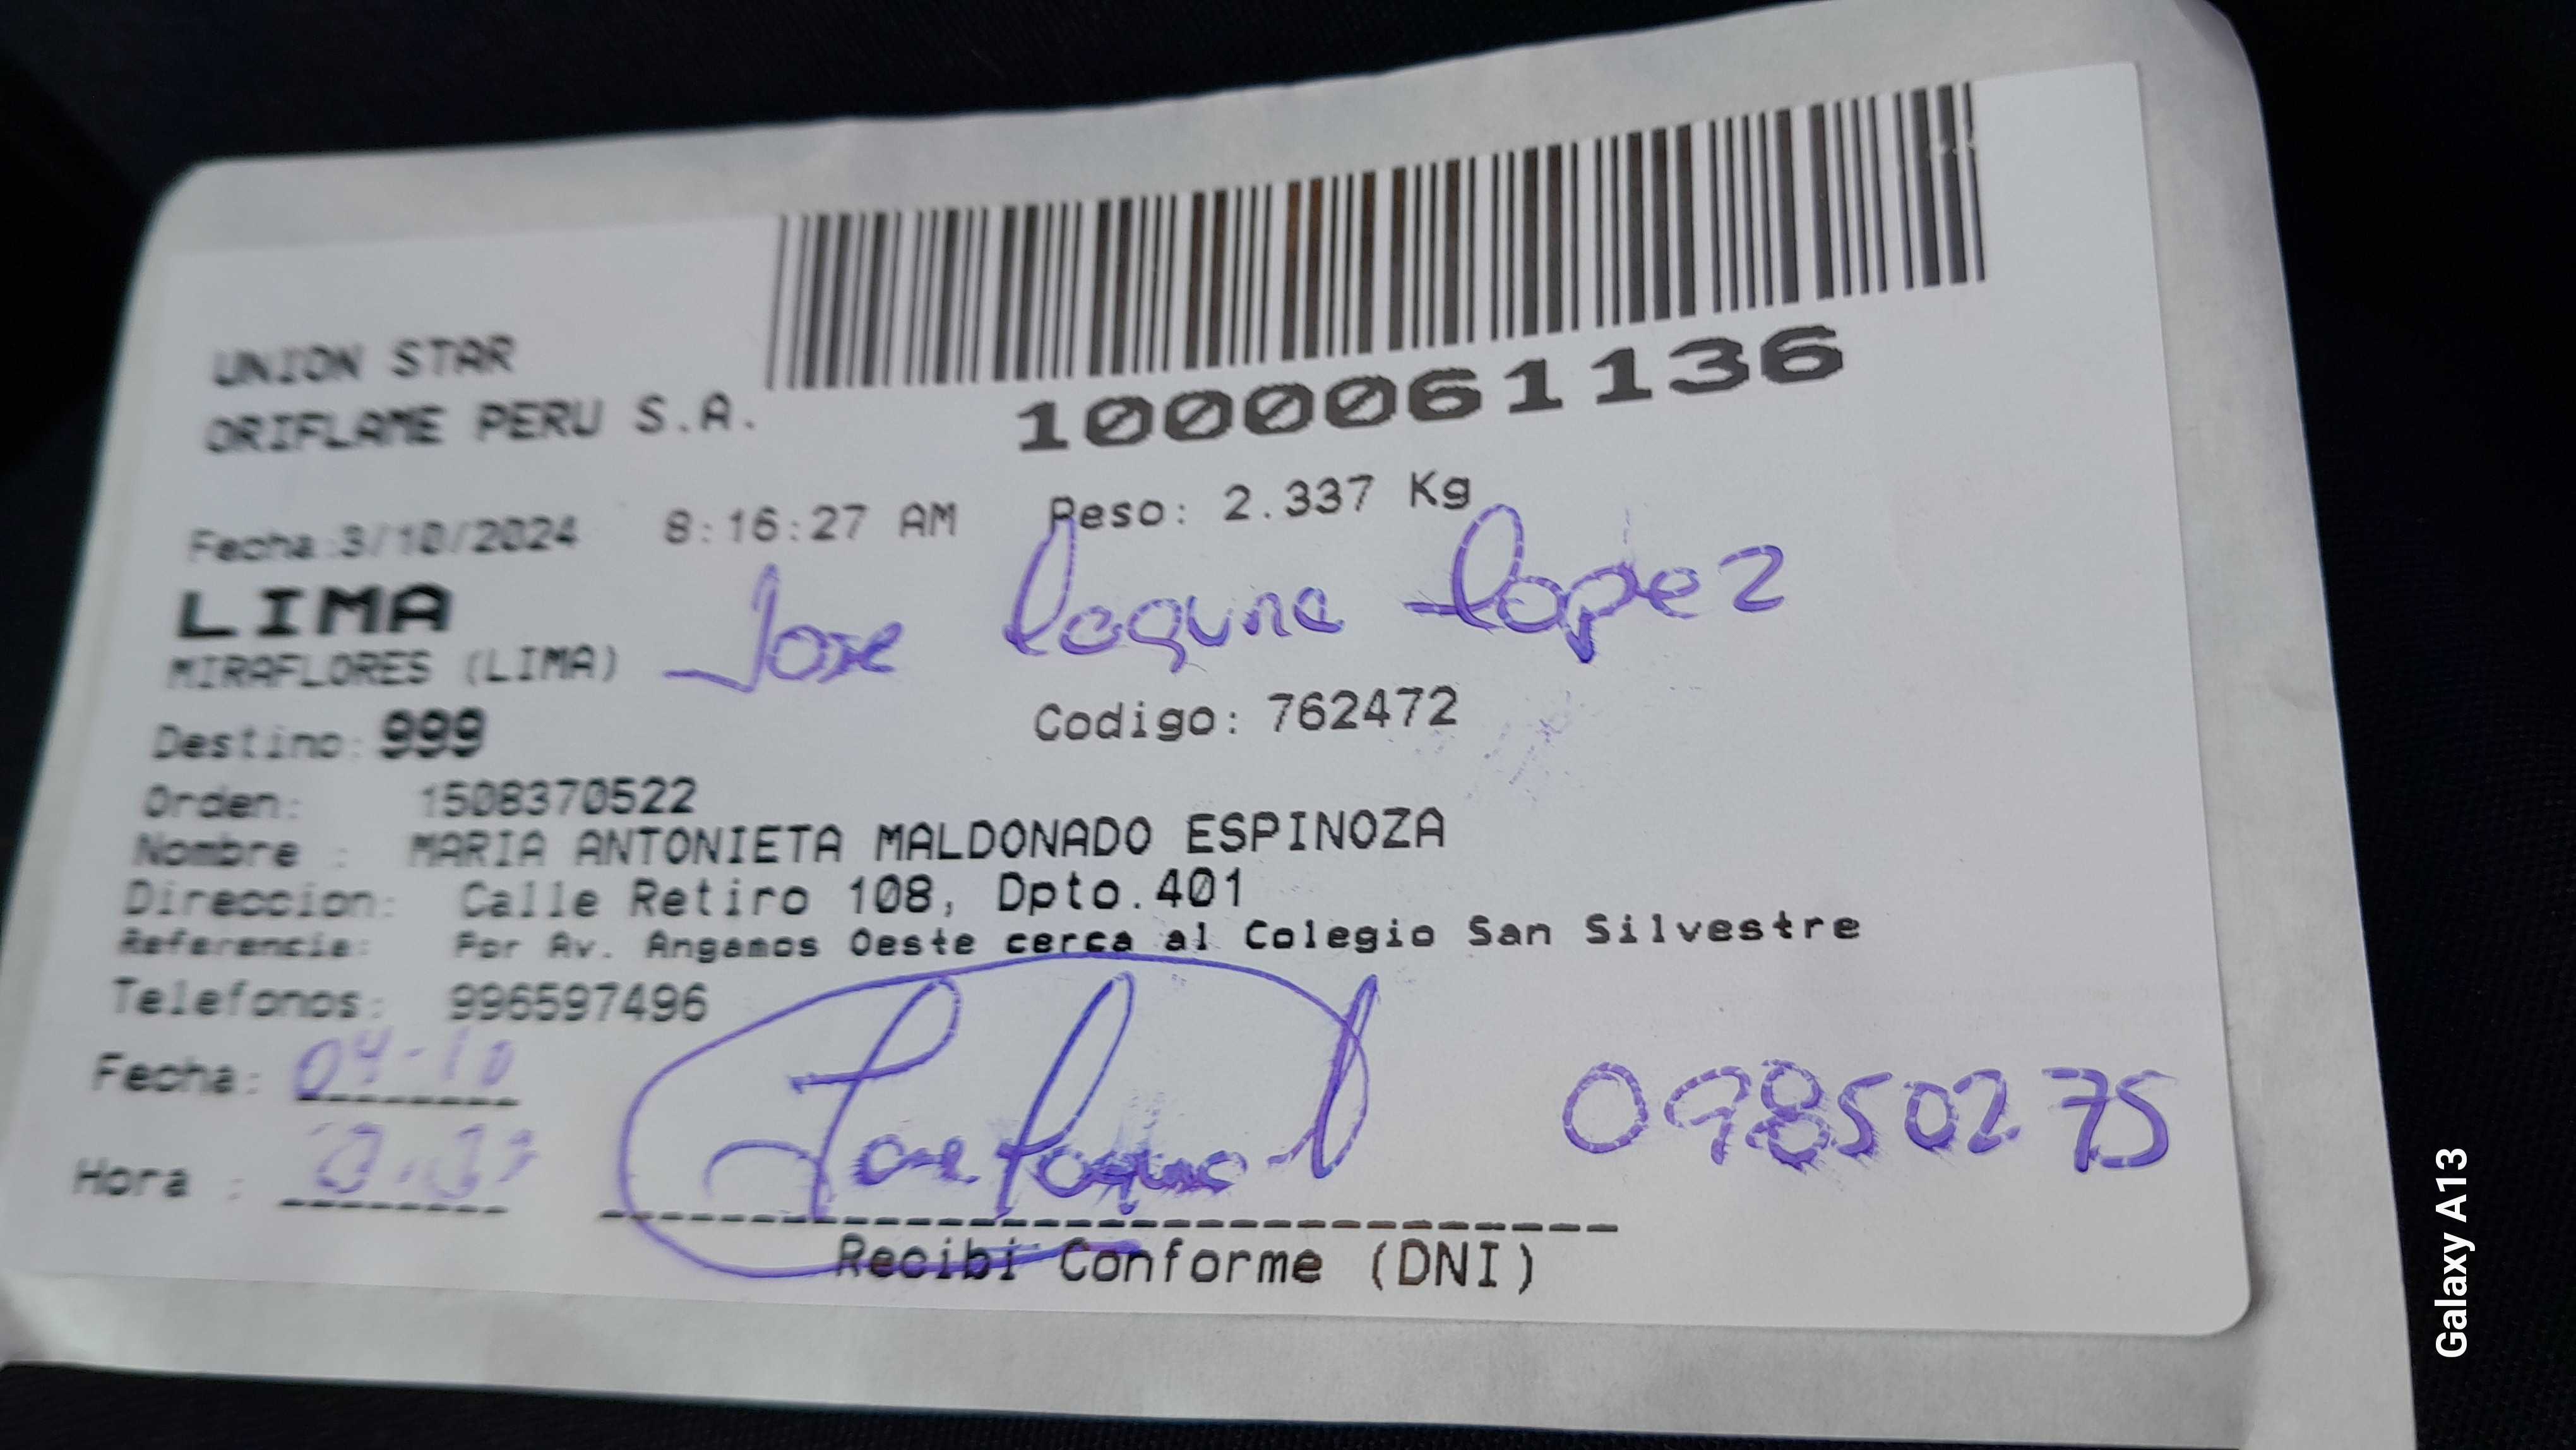 UNION STAR
ORIFLAME PERU S.A.
1000061136
Fecha:3/10/2024 8:16:27 AM Peso: 2.337 Kg
LIMA
MIRAFLORES (LIMA) Jose Laguna Lopez
Destino: 999 Codigo: 762472
Orden: 1508370522
Nombre : MARIA ANTONIETA MALDONADO ESPINOZA
Direccion: Calle Retiro 108, Dpto.401
Referencia: Por Av. Angamos Oeste cerca al Colegio San Silvestre
Telefonos: 996597496
Fecha: 04-10
Jose Laguna L 09850275
Hora :
Recibi Conforme (DNI)
Galaxy A13